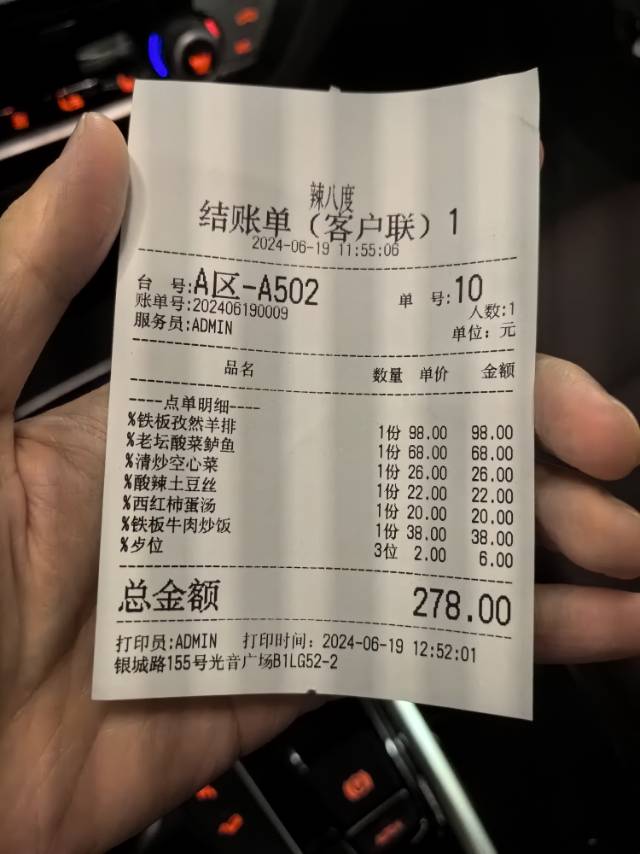 辣八度
结账单（客户联）1
2024-06-19 11:55:06
台 号:A区-A502 单 号:10
账单号:202406190009 人数:1
服务员:ADMIN 单位: 元
品名 数量 单价 金额
-----点单明细-----
%铁板孜然羊排 1份 98.00 98.00
%老坛酸菜鲈鱼 1份 68.00 68.00
%清炒空心菜 1份 26.00 26.00
%酸辣土豆丝 1份 22.00 22.00
%西红柿蛋汤 1份 20.00 20.00
%铁板牛肉炒饭 1份 38.00 38.00
%歺位 3位 2.00 6.00
总金额 278.00
打印员:ADMIN 打印时间: 2024-06-19 12:52:01
银城路155号光音广场B1LG52-2